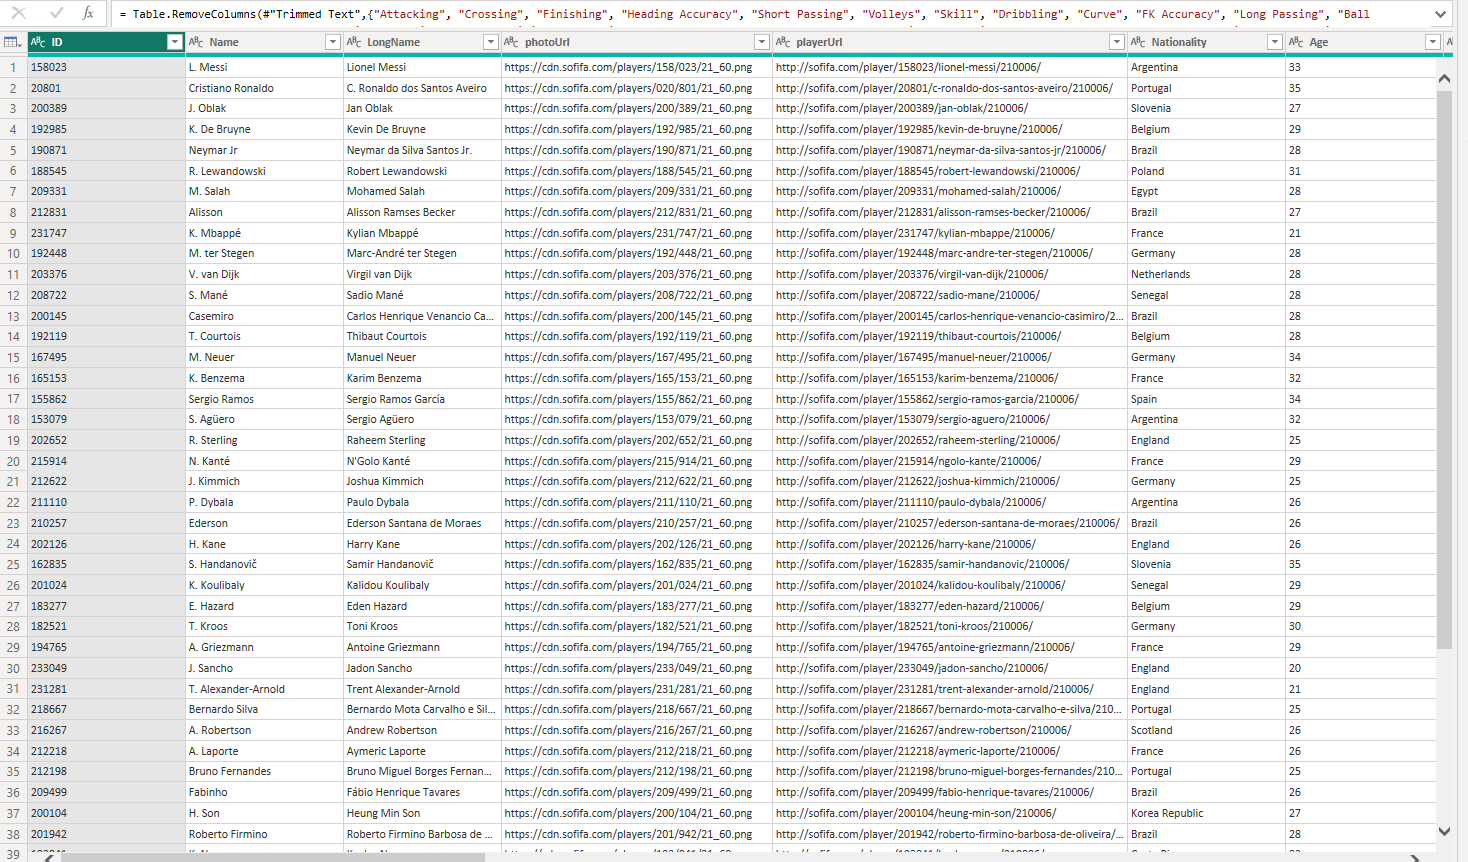 = Table.RemoveColumns(#"Trimmed Text",{"Attacking", "Crossing", "Finishing", "Heading Accuracy", "Short Passing", "Volleys", "Skill", "Dribbling", "Curve", "FK Accuracy", "Long Passing", "Ball
ID Name LongName photoUrl playerUrl Nationality Age
1 158023 L. Messi Lionel Messi https://cdn.sofifa.com/players/158/023/21_60.png http://sofifa.com/player/158023/lionel-messi/210006/ Argentina 33
2 20801 Cristiano Ronaldo C. Ronaldo dos Santos Aveiro https://cdn.sofifa.com/players/020/801/21_60.png http://sofifa.com/player/20801/c-ronaldo-dos-santos-aveiro/210006/ Portugal 35
3 200389 J. Oblak Jan Oblak https://cdn.sofifa.com/players/200/389/21_60.png http://sofifa.com/player/200389/jan-oblak/210006/ Slovenia 27
4 192985 K. De Bruyne Kevin De Bruyne https://cdn.sofifa.com/players/192/985/21_60.png http://sofifa.com/player/192985/kevin-de-bruyne/210006/ Belgium 29
5 190871 Neymar Jr Neymar da Silva Santos Jr. https://cdn.sofifa.com/players/190/871/21_60.png http://sofifa.com/player/190871/neymar-da-silva-santos-jr/210006/ Brazil 28
6 188545 R. Lewandowski Robert Lewandowski https://cdn.sofifa.com/players/188/545/21_60.png http://sofifa.com/player/188545/robert-lewandowski/210006/ Poland 31
7 209331 M. Salah Mohamed Salah https://cdn.sofifa.com/players/209/331/21_60.png http://sofifa.com/player/209331/mohamed-salah/210006/ Egypt 28
8 212831 Alisson Alisson Ramses Becker https://cdn.sofifa.com/players/212/831/21_60.png http://sofifa.com/player/212831/alisson-ramses-becker/210006/ Brazil 27
9 231747 K. Mbappé Kylian Mbappé https://cdn.sofifa.com/players/231/747/21_60.png http://sofifa.com/player/231747/kylian-mbappe/210006/ France 21
10 192448 M. ter Stegen Marc-André ter Stegen https://cdn.sofifa.com/players/192/448/21_60.png http://sofifa.com/player/192448/marc-andre-ter-stegen/210006/ Germany 28
11 203376 V. van Dijk Virgil van Dijk https://cdn.sofifa.com/players/203/376/21_60.png http://sofifa.com/player/203376/virgil-van-dijk/210006/ Netherlands 28
12 208722 S. Mané Sadio Mané https://cdn.sofifa.com/players/208/722/21_60.png http://sofifa.com/player/208722/sadio-mane/210006/ Senegal 28
13 200145 Casemiro Carlos Henrique Venancio Ca... https://cdn.sofifa.com/players/200/145/21_60.png http://sofifa.com/player/200145/carlos-henrique-venancio-casimiro/2... Brazil 28
14 192119 T. Courtois Thibaut Courtois https://cdn.sofifa.com/players/192/119/21_60.png http://sofifa.com/player/192119/thibaut-courtois/210006/ Belgium 28
15 167495 M. Neuer Manuel Neuer https://cdn.sofifa.com/players/167/495/21_60.png http://sofifa.com/player/167495/manuel-neuer/210006/ Germany 34
16 165153 K. Benzema Karim Benzema https://cdn.sofifa.com/players/165/153/21_60.png http://sofifa.com/player/165153/karim-benzema/210006/ France 32
17 155862 Sergio Ramos Sergio Ramos García https://cdn.sofifa.com/players/155/862/21_60.png http://sofifa.com/player/155862/sergio-ramos-garcia/210006/ Spain 34
18 153079 S. Agüero Sergio Agüero https://cdn.sofifa.com/players/153/079/21_60.png http://sofifa.com/player/153079/sergio-aguero/210006/ Argentina 32
19 202652 R. Sterling Raheem Sterling https://cdn.sofifa.com/players/202/652/21_60.png http://sofifa.com/player/202652/raheem-sterling/210006/ England 25
20 215914 N. Kanté N'Golo Kanté https://cdn.sofifa.com/players/215/914/21_60.png http://sofifa.com/player/215914/ngolo-kante/210006/ France 29
21 212622 J. Kimmich Joshua Kimmich https://cdn.sofifa.com/players/212/622/21_60.png http://sofifa.com/player/212622/joshua-kimmich/210006/ Germany 25
22 211110 P. Dybala Paulo Dybala https://cdn.sofifa.com/players/211/110/21_60.png http://sofifa.com/player/211110/paulo-dybala/210006/ Argentina 26
23 210257 Ederson Ederson Santana de Moraes https://cdn.sofifa.com/players/210/257/21_60.png http://sofifa.com/player/210257/ederson-santana-de-moraes/210006/ Brazil 26
24 202126 H. Kane Harry Kane https://cdn.sofifa.com/players/202/126/21_60.png http://sofifa.com/player/202126/harry-kane/210006/ England 26
25 162835 S. Handanovič Samir Handanovič https://cdn.sofifa.com/players/162/835/21_60.png http://sofifa.com/player/162835/samir-handanovic/210006/ Slovenia 35
26 201024 K. Koulibaly Kalidou Koulibaly https://cdn.sofifa.com/players/201/024/21_60.png http://sofifa.com/player/201024/kalidou-koulibaly/210006/ Senegal 29
27 183277 E. Hazard Eden Hazard https://cdn.sofifa.com/players/183/277/21_60.png http://sofifa.com/player/183277/eden-hazard/210006/ Belgium 29
28 182521 T. Kroos Toni Kroos https://cdn.sofifa.com/players/182/521/21_60.png http://sofifa.com/player/182521/toni-kroos/210006/ Germany 30
29 194765 A. Griezmann Antoine Griezmann https://cdn.sofifa.com/players/194/765/21_60.png http://sofifa.com/player/194765/antoine-griezmann/210006/ France 29
30 233049 J. Sancho Jadon Sancho https://cdn.sofifa.com/players/233/049/21_60.png http://sofifa.com/player/233049/jadon-sancho/210006/ England 20
31 231281 T. Alexander-Arnold Trent Alexander-Arnold https://cdn.sofifa.com/players/231/281/21_60.png http://sofifa.com/player/231281/trent-alexander-arnold/210006/ England 21
32 218667 Bernardo Silva Bernardo Mota Carvalho e Sil... https://cdn.sofifa.com/players/218/667/21_60.png http://sofifa.com/player/218667/bernardo-mota-carvalho-e-silva/210... Portugal 25
33 216267 A. Robertson Andrew Robertson https://cdn.sofifa.com/players/216/267/21_60.png http://sofifa.com/player/216267/andrew-robertson/210006/ Scotland 26
34 212218 A. Laporte Aymeric Laporte https://cdn.sofifa.com/players/212/218/21_60.png http://sofifa.com/player/212218/aymeric-laporte/210006/ France 26
35 212198 Bruno Fernandes Bruno Miguel Borges Fernan... https://cdn.sofifa.com/players/212/198/21_60.png http://sofifa.com/player/212198/bruno-miguel-borges-fernandes/210... Portugal 25
36 209499 Fabinho Fábio Henrique Tavares https://cdn.sofifa.com/players/209/499/21_60.png http://sofifa.com/player/209499/fabio-henrique-tavares/210006/ Brazil 26
37 200104 H. Son Heung Min Son https://cdn.sofifa.com/players/200/104/21_60.png http://sofifa.com/player/200104/heung-min-son/210006/ Korea Republic 27
38 201942 Roberto Firmino Roberto Firmino Barbosa de ... https://cdn.sofifa.com/players/201/942/21_60.png http://sofifa.com/player/201942/roberto-firmino-barbosa-de-oliveira/... Brazil 28
39